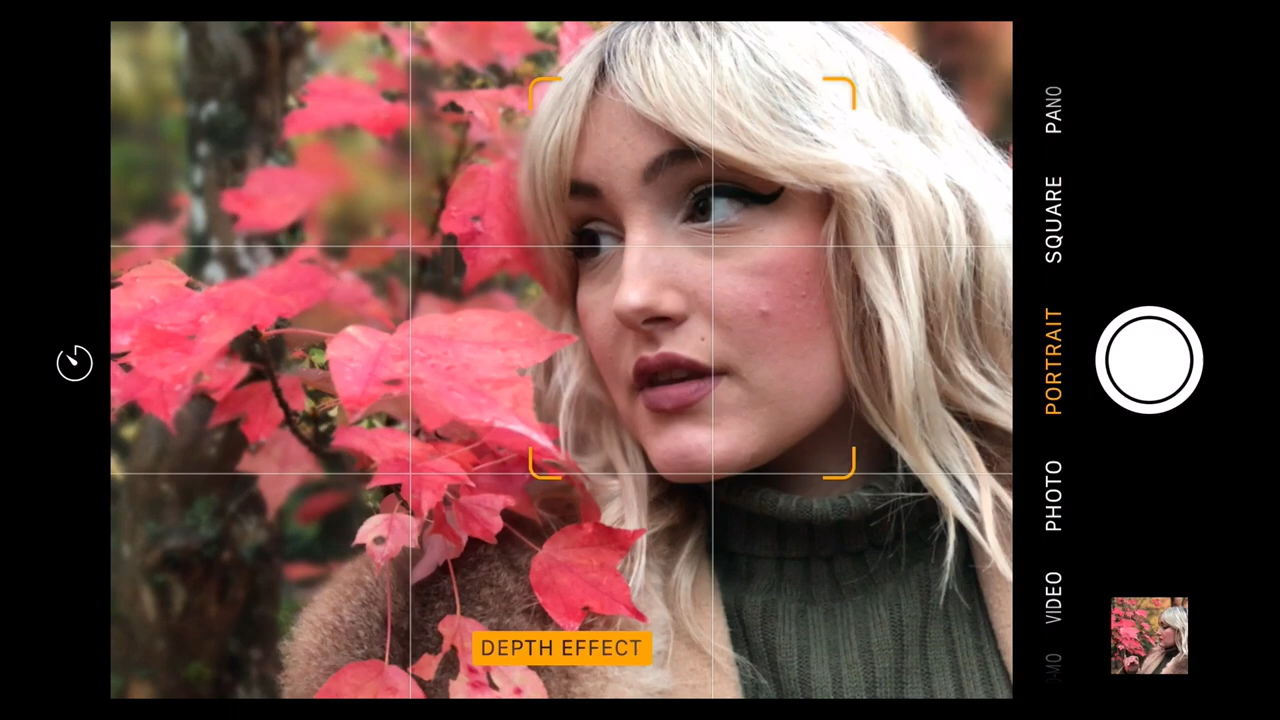 PANO
SQUARE
PORTRAIT
PHOTO
VIDEO
DEPTH EFFECT